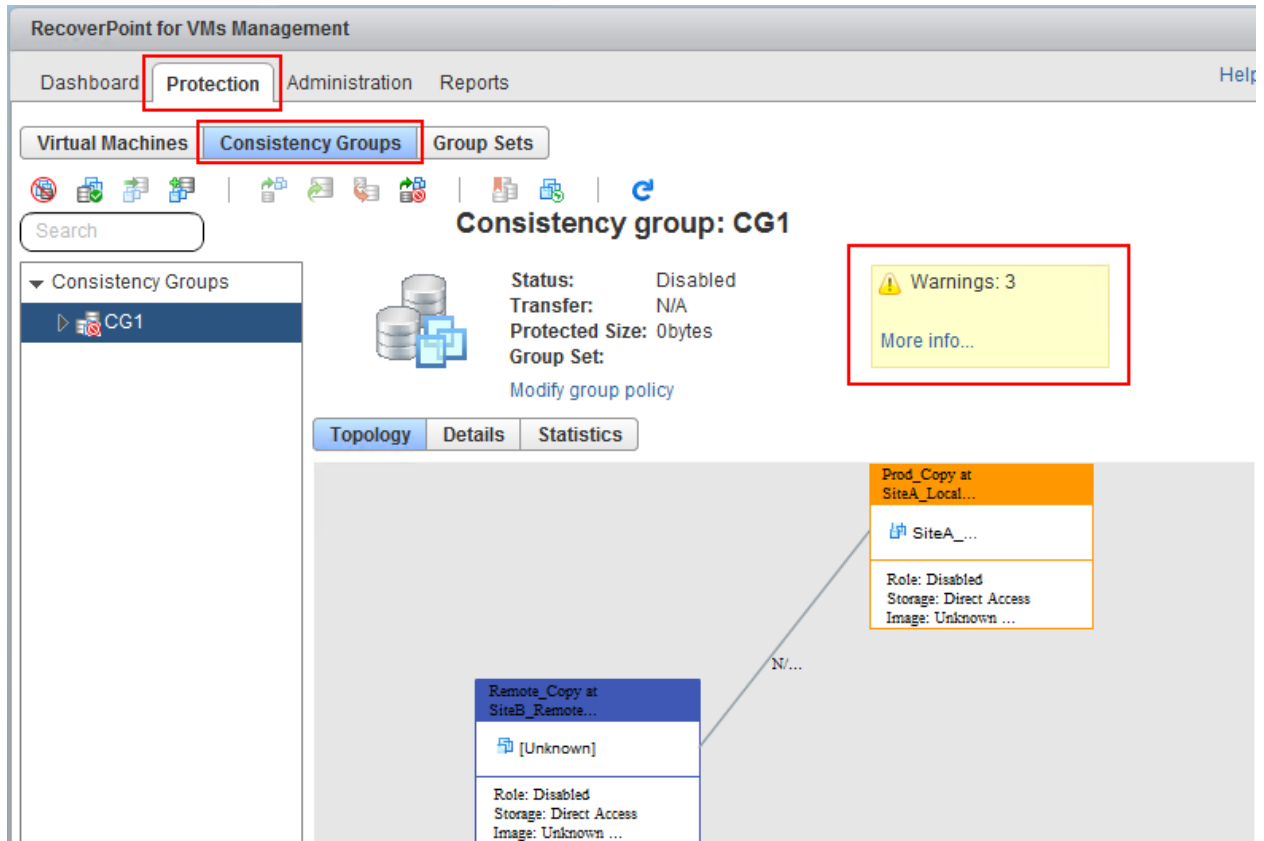 RecoverPoint for VMs Management
Dashboard Protection Administration Reports Help
Virtual Machines Consistency Groups Group Sets
Search
Consistency group: CG1
Consistency Groups
CG1
Status: Disabled
Transfer: N/A
Protected Size: 0bytes
Group Set:
Modify group policy
Warnings: 3
More info...
Topology Details Statistics
Prod_Copy at
SiteA_Local...
SiteA_...
Role: Disabled
Storage: Direct Access
Image: Unknown ...
N/...
Remote_Copy at
SiteB_Remote...
[Unknown]
Role: Disabled
Storage: Direct Access
Image: Unknown ...